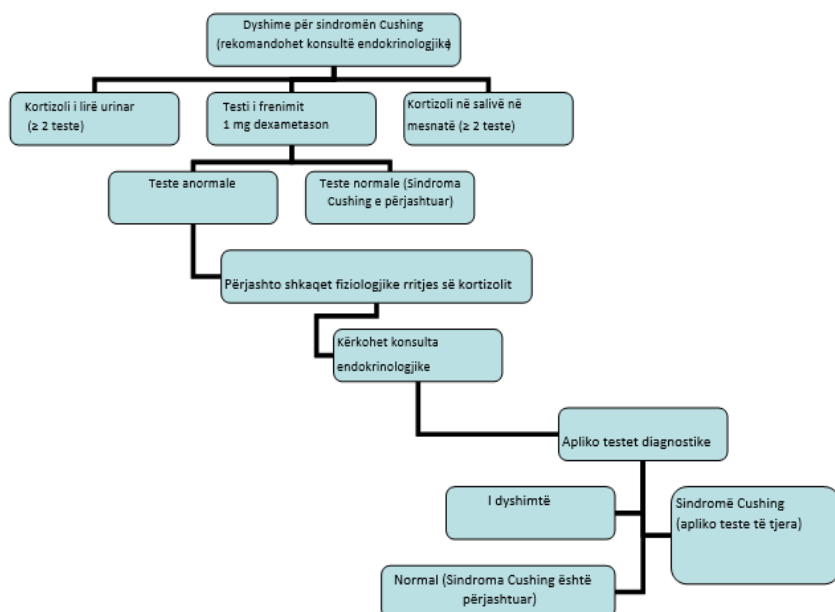 Dyshime për sindromën Cushing
(rekomandohet konsultë endokrinologjike)
Kortizoli i lirë urinar
(≥ 2 teste)
Testi i frenimit
1 mg dexametason
Kortizoli në salivë në
mesnatë (≥ 2 teste)
Teste anormale
Teste normale (Sindroma
Cushing e përjashtuar)
Përjashto shkaqet fiziologjike rritjes së kortizolit
Kërkohet konsulta
endokrinologjike
Apliko testet diagnostike
I dyshimtë
Sindromë Cushing
(apliko teste të tjera)
Normal (Sindroma Cushing është
përjashtuar)